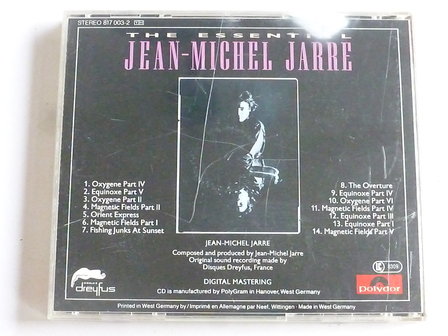 STEREO 817 003-2
THE ESSENTIAL
JEAN-MICHEL JARRE
1. Oxygene Part IV
2. Equinoxe Part V
3. Oxygene Part II
4. Magnetic Fields Part II
5. Orient Express
6. Magnetic Fields Part I
7. Fishing Junks At Sunset
8. The Overture
9. Equinoxe Part IV
10. Oxygene Part VI
11. Magnetic Fields Part IV
12. Equinoxe Part III
13. Equinoxe Part I
14. Magnetic Fields Part V
JEAN-MICHEL JARRE
Composed and produced by Jean-Michel Jarre
Original sound recording made by
Disques Dreyfus, France
DIGITAL MASTERING
CD is manufactured by PolyGram in Hanover, West Germany
dreyfus
polydor
Printed in West Germany by / Imprimé en Allemagne par Neef, Wittingen · Made in West Germany